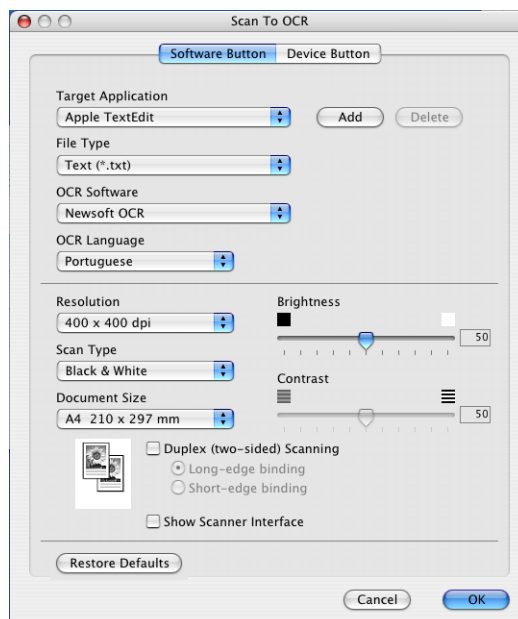 Scan To OCR
Software Button Device Button
Target Application
Apple TextEdit Add Delete
File Type
Text (*.txt)
OCR Software
Newsoft OCR
OCR Language
Portuguese
Resolution Brightness
400 x 400 dpi
50
Scan Type
Black & White
Contrast
Document Size
A4 210 x 297 mm 50
Duplex (two-sided) Scanning
Long-edge binding
Short-edge binding
Show Scanner Interface
Restore Defaults
Cancel OK